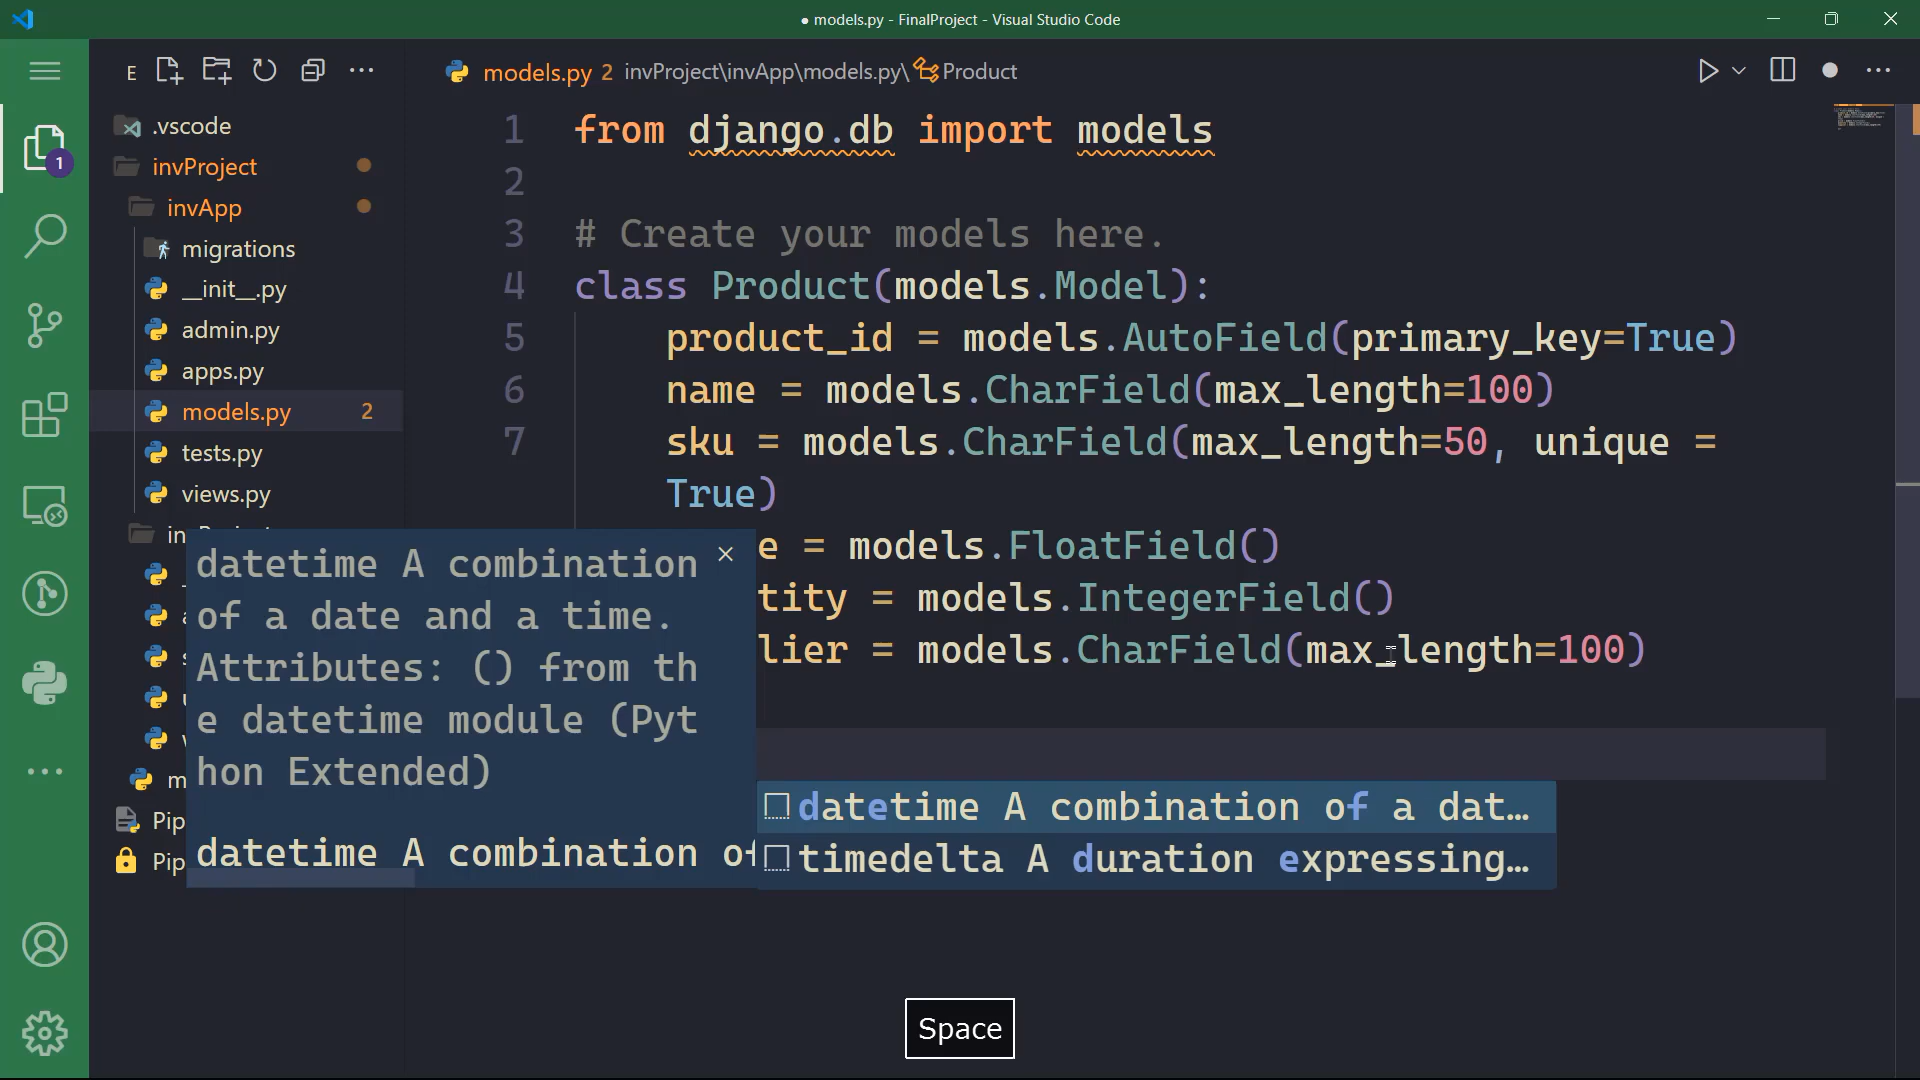 ● models.py - FinalProject - Visual Studio Code
E
models.py 2 invProject\invApp\models.py\ Product
1
.vscode
invProject
invApp
migrations
__init__.py
admin.py
apps.py
models.py 2
tests.py
views.py
Pip
Pip
1 from django.db import models
2
3 # Create your models here.
4 class Product(models.Model):
5 product_id = models.AutoField(primary_key=True)
6 name = models.CharField(max_length=100)
7 sku = models.CharField(max_length=50, unique =
True)
e = models.FloatField()
tity = models.IntegerField()
lier = models.CharField(max_length=100)
datetime A combination
of a date and a time.
Attributes: () from th
e datetime module (Pyt
hon Extended)
datetime A combination of
datetime A combination of a dat…
timedelta A duration expressing…
Space